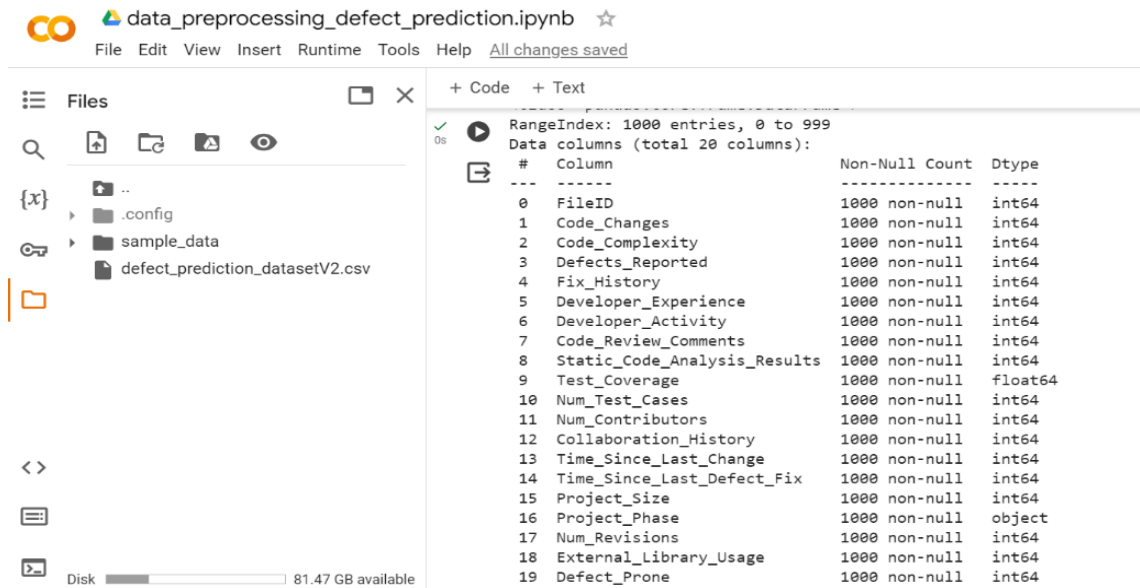 data_preprocessing_defect_prediction.ipynb
File Edit View Insert Runtime Tools Help All changes saved
Files
..
.config
sample_data
defect_prediction_datasetV2.csv
{x}
<>
Disk 81.47 GB available
+ Code + Text
0s
RangeIndex: 1000 entries, 0 to 999
Data columns (total 20 columns):
# Column Non-Null Count Dtype
--- ------ -------------- -----
0 FileID 1000 non-null int64
1 Code_Changes 1000 non-null int64
2 Code_Complexity 1000 non-null int64
3 Defects_Reported 1000 non-null int64
4 Fix_History 1000 non-null int64
5 Developer_Experience 1000 non-null int64
6 Developer_Activity 1000 non-null int64
7 Code_Review_Comments 1000 non-null int64
8 Static_Code_Analysis_Results 1000 non-null int64
9 Test_Coverage 1000 non-null float64
10 Num_Test_Cases 1000 non-null int64
11 Num_Contributors 1000 non-null int64
12 Collaboration_History 1000 non-null int64
13 Time_Since_Last_Change 1000 non-null int64
14 Time_Since_Last_Defect_Fix 1000 non-null int64
15 Project_Size 1000 non-null int64
16 Project_Phase 1000 non-null object
17 Num_Revisions 1000 non-null int64
18 External_Library_Usage 1000 non-null int64
19 Defect_Prone 1000 non-null int64